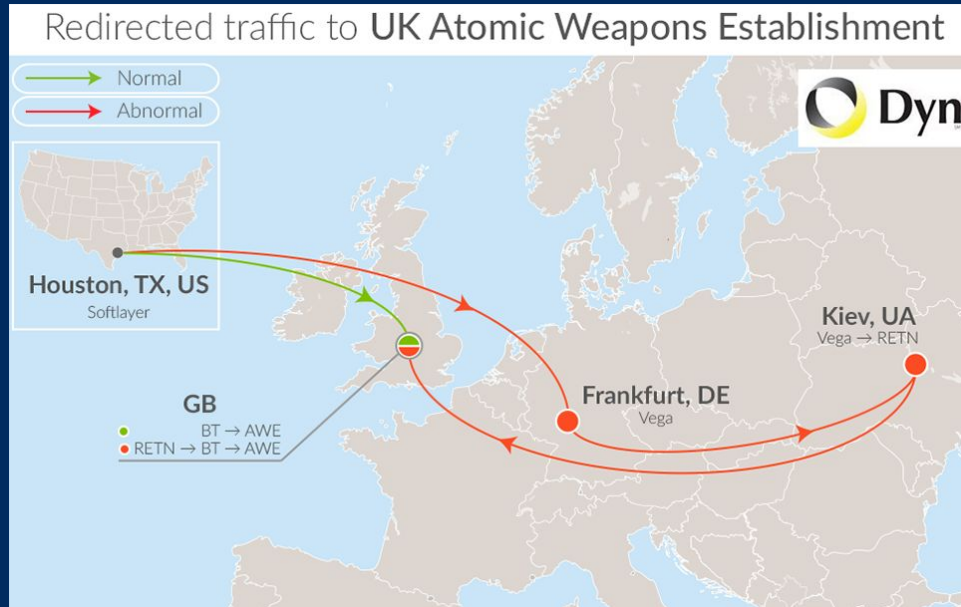 Redirected traffic to UK Atomic Weapons Establishment
Normal
Abnormal
Dyn
Houston, TX, US
Softlayer
Kiev, UA
Vega → RETN
Frankfurt, DE
Vega
GB
BT → AWE
RETN → BT → AWE